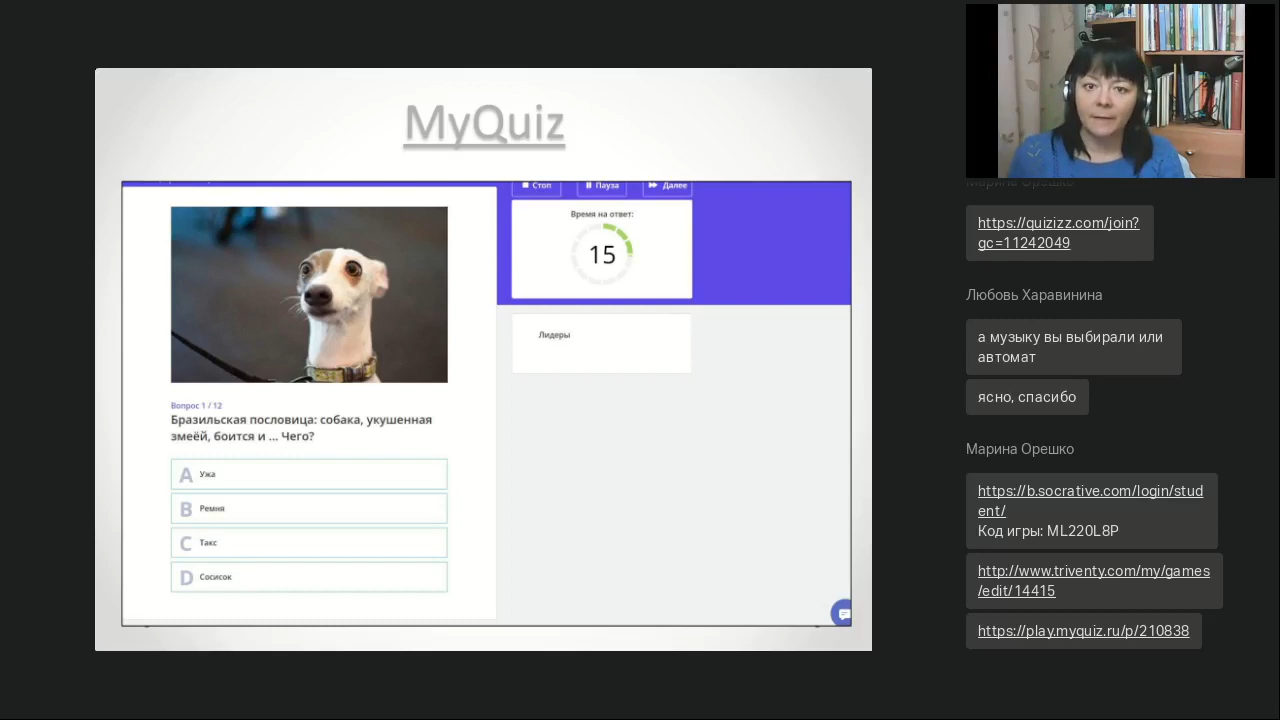 MyQuiz
Стоп
Пауза
Далее
Время на ответ:
15
Лидеры
Вопрос 1 / 12
Бразильская пословица: собака, укушенная
змеёй, боится и ... Чего?
A Ужа
B Ремня
C Такс
D Сосисок
Марина Орешко
https://quizizz.com/join?
gc=11242049
Любовь Харавинина
а музыку вы выбирали или
автомат
ясно, спасибо
Марина Орешко
https://b.socrative.com/login/stud
ent/
Код игры: ML220L8P
http://www.triventy.com/my/games
/edit/14415
https://play.myquiz.ru/p/210838